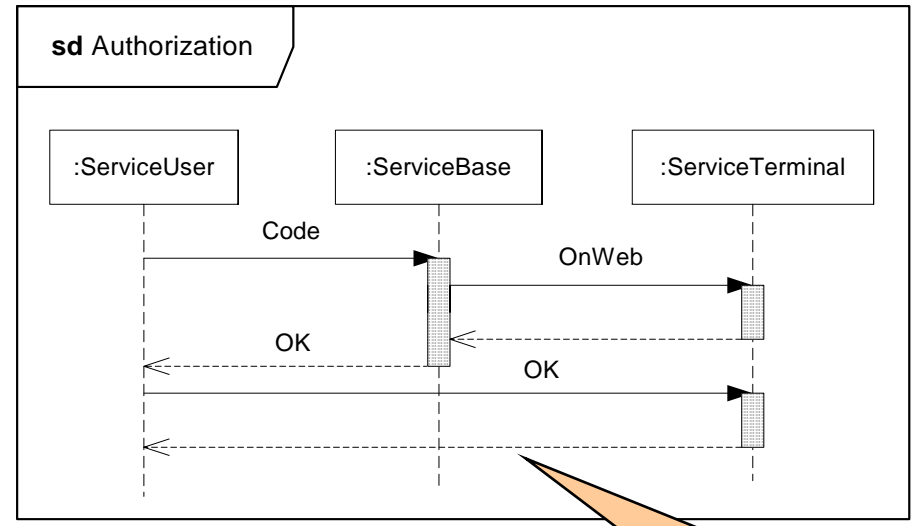 sd Authorization
:ServiceUser
:ServiceBase
:ServiceTerminal
Code
OnWeb
OK
OK